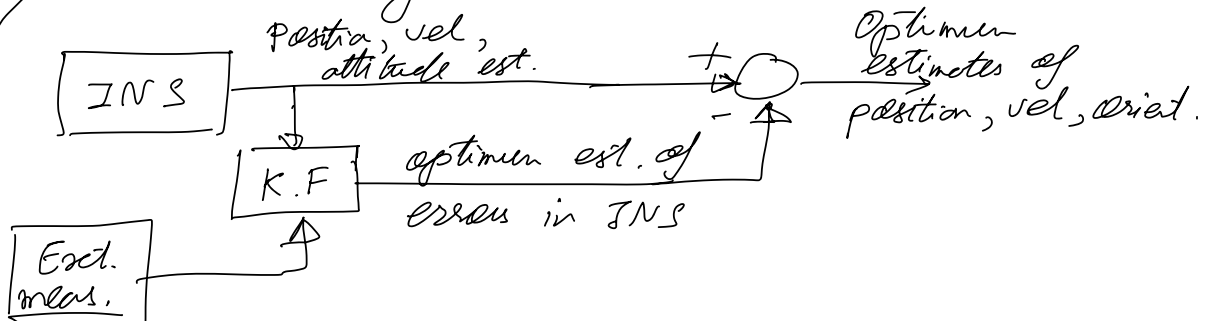 Position, vel,
attitude est.
INS
+
-
Optimum
estimates of
position, vel, orient.
K.F
optimum est. of
errors in INS
Ext.
meas.